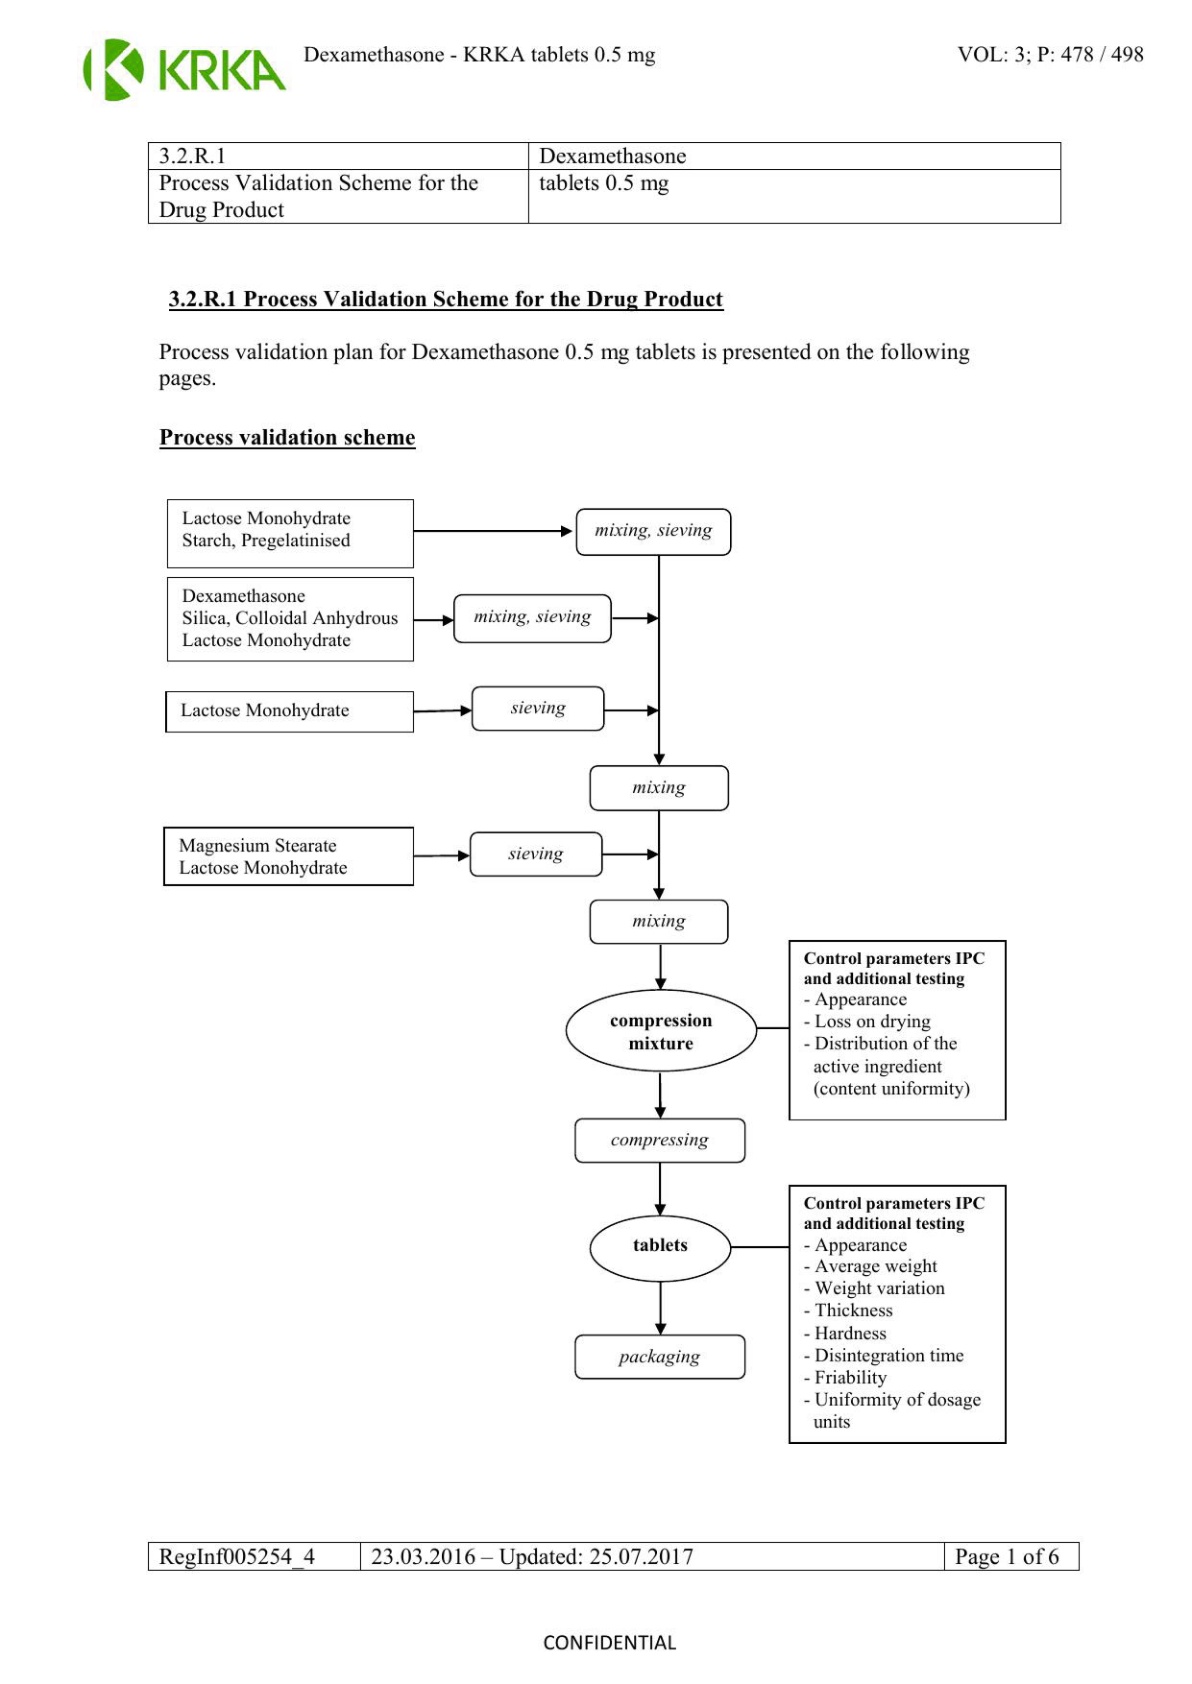 KRKA
Dexamethasone - KRKA tablets 0.5 mg
VOL: 3; P: 478 / 498
3.2.R.1
Dexamethasone
Process Validation Scheme for the
Drug Product
tablets 0.5 mg
3.2.R.1 Process Validation Scheme for the Drug Product
Process validation plan for Dexamethasone 0.5 mg tablets is presented on the following
pages.
Process validation scheme
Lactose Monohydrate
Starch, Pregelatinised
mixing, sieving
Dexamethasone
Silica, Colloidal Anhydrous
Lactose Monohydrate
mixing, sieving
Lactose Monohydrate
sieving
mixing
Magnesium Stearate
Lactose Monohydrate
sieving
mixing
compression
mixture
Control parameters IPC
and additional testing
- Appearance
- Loss on drying
- Distribution of the
active ingredient
(content uniformity)
compressing
tablets
Control parameters IPC
and additional testing
- Appearance
- Average weight
- Weight variation
- Thickness
- Hardness
- Disintegration time
- Friability
- Uniformity of dosage
units
packaging
RegInf005254_4
23.03.2016 – Updated: 25.07.2017
Page 1 of 6
CONFIDENTIAL